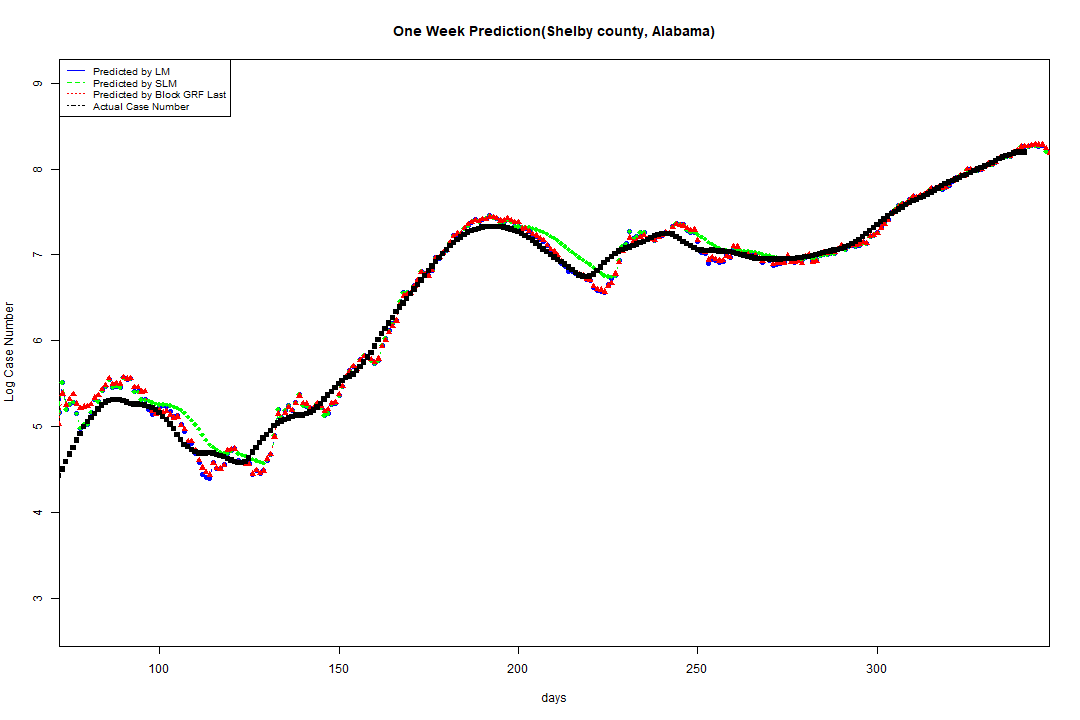 One Week Prediction(Shelby county, Alabama)
Predicted by LM
Predicted by SLM
Predicted by Block GRF Last
Actual Case Number
9
8
7
6
5
4
3
Log Case Number
100 150 200 250 300
days